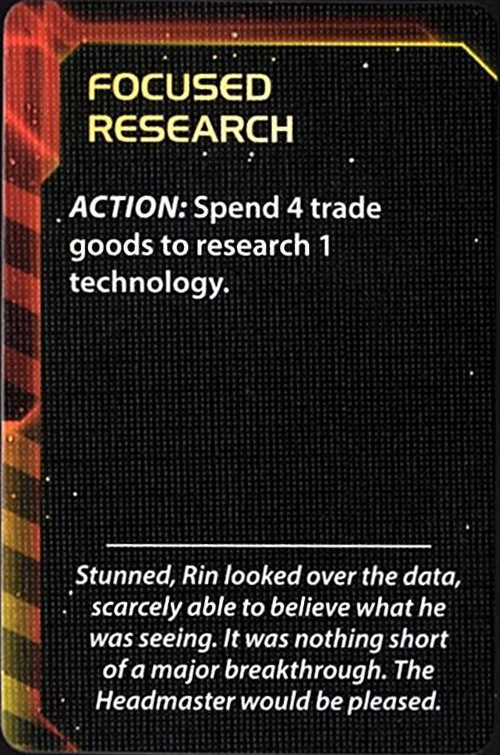 FOCUSED
RESEARCH
ACTION: Spend 4 trade
goods to research 1
technology.
Stunned, Rin looked over the data,
scarcely able to believe what he
was seeing. It was nothing short
of a major breakthrough. The
Headmaster would be pleased.